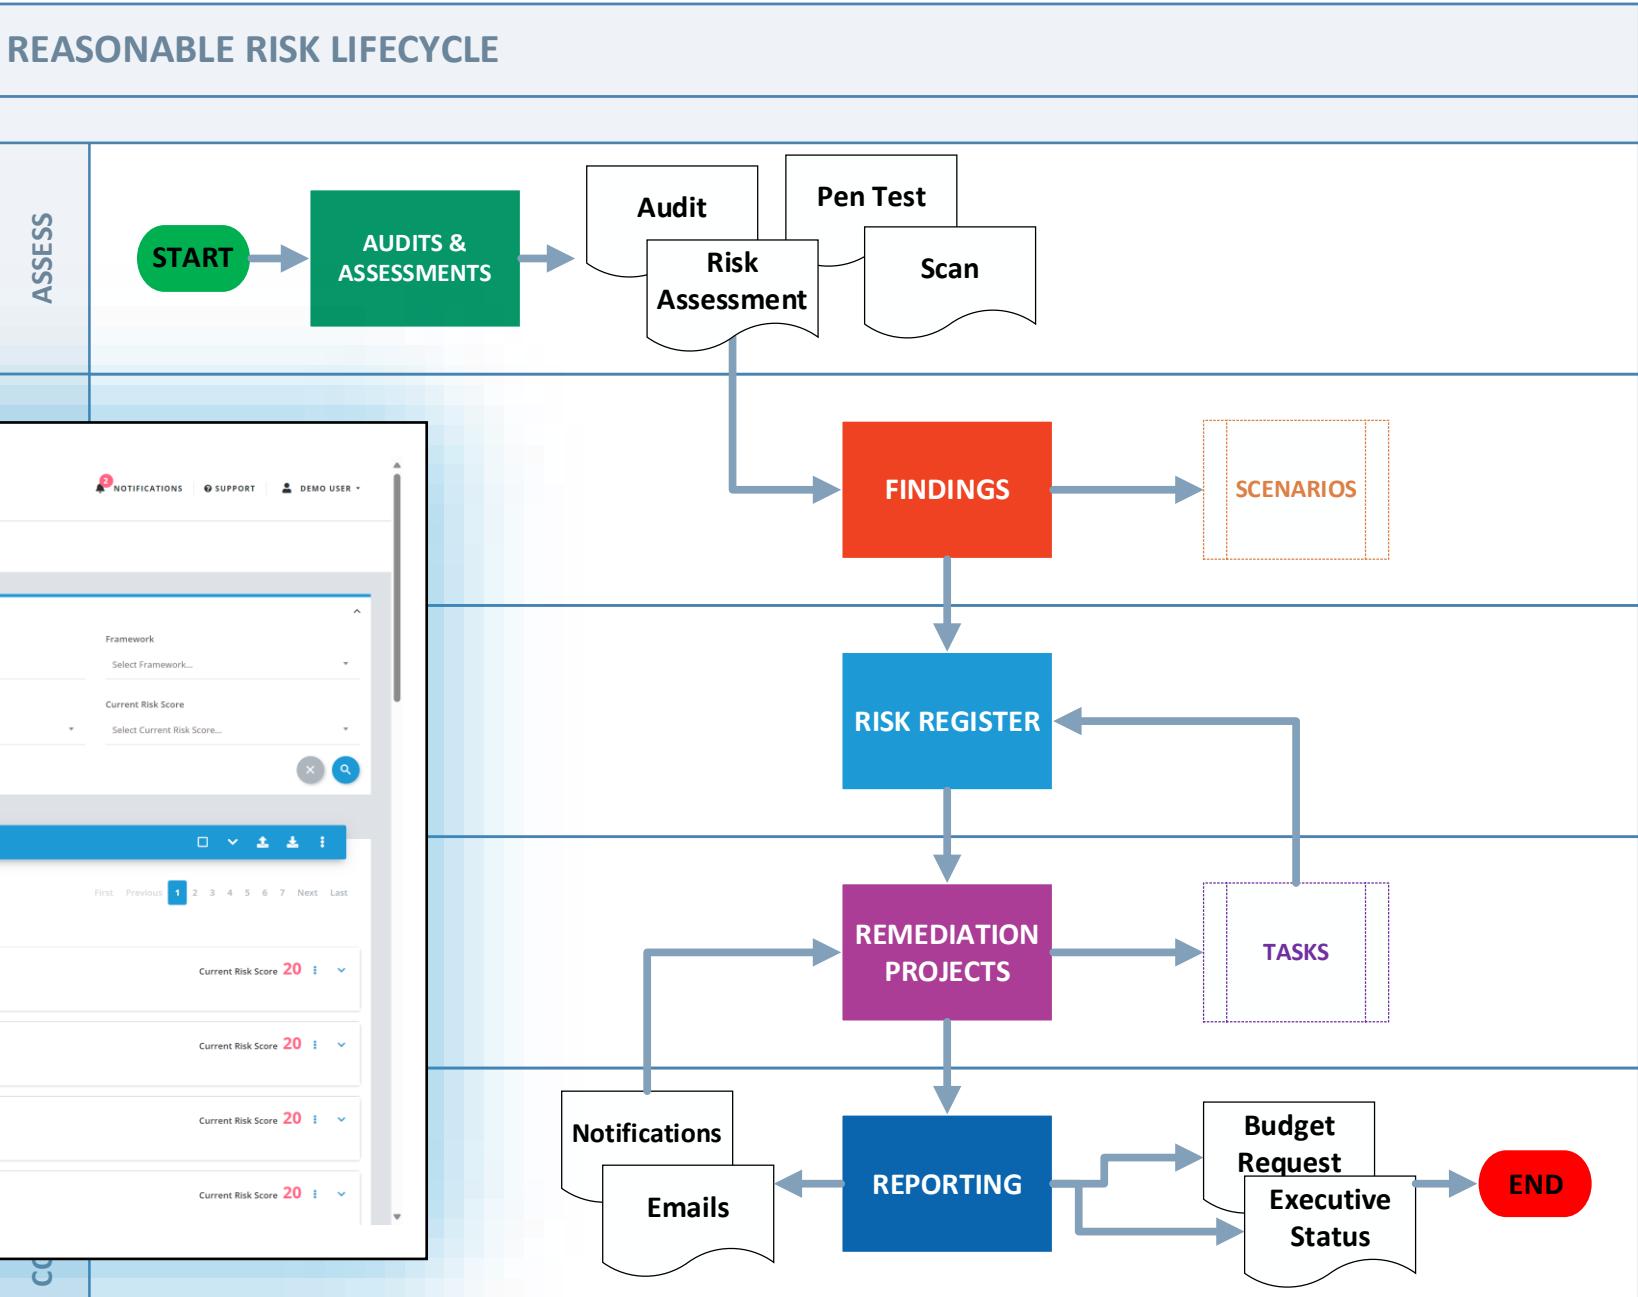 REASONABLE RISK LIFECYCLE
ASSESS
START
AUDITS &
ASSESSMENTS
Audit
Pen Test
Risk
Assessment
Scan
FINDINGS
SCENARIOS
2
NOTIFICATIONS
SUPPORT
DEMO USER
Framework
Select Framework...
Current Risk Score
Select Current Risk Score...
RISK REGISTER
First Previous 1 2 3 4 5 6 7 Next Last
Current Risk Score 20
Current Risk Score 20
Current Risk Score 20
Current Risk Score 20
REMEDIATION
PROJECTS
TASKS
Notifications
Emails
REPORTING
Budget
Request
Executive
Status
END